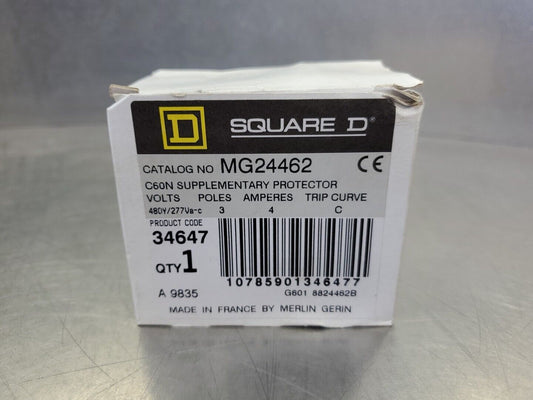 D SQUARE D®
CATALOG NO MG24462 CE
C60N SUPPLEMENTARY PROTECTOR
VOLTS POLES AMPERES TRIP CURVE
480Y/277Va-c 3 4 C
PRODUCT CODE
34647
QTY 1
10785901346477
A 9835 G601 8824462B
MADE IN FRANCE BY MERLIN GERIN